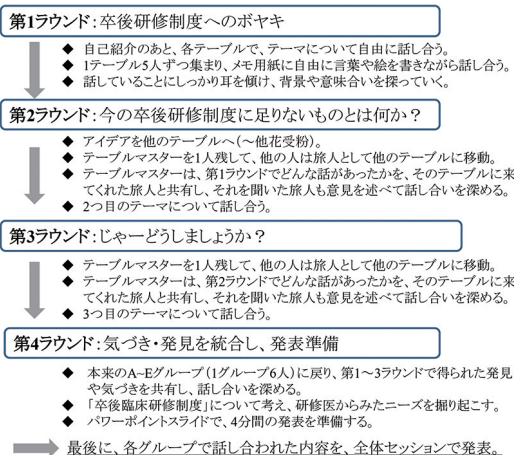 第1ラウンド：卒後研修制度へのボヤキ
◆ 自己紹介のあと、各テーブルで、テーマについて自由に話し合う。
◆ 1テーブル5人ずつ集まり、メモ用紙に自由に言葉や絵を書きながら話し合う。
◆ 話していることにしっかり耳を傾け、背景や意味合いを探っていく。
第2ラウンド：今の卒後研修制度に足りないものとは何か？
◆ アイデアを他のテーブルへ（～他花受粉）。
◆ テーブルマスターを1人残して、他の人は旅人として他のテーブルに移動。
◆ テーブルマスターは、第1ラウンドでどんな話があったかを、そのテーブルに来
てくれた旅人と共有し、それを聞いた旅人も意見を述べて話し合いを深める。
◆ 2つ目のテーマについて話し合う。
第3ラウンド：じゃーどうしましょうか？
◆ テーブルマスターを1人残して、他の人は旅人として他のテーブルに移動。
◆ テーブルマスターは、第2ラウンドでどんな話があったかを、そのテーブルに来
てくれた旅人と共有し、それを聞いた旅人も意見を述べて話し合いを深める。
◆ 3つ目のテーマについて話し合う。
第4ラウンド：気づき・発見を統合し、発表準備
◆ 本来のA~Eグループ（1グループ6人）に戻り、第1～3ラウンドで得られた発見
や気づきを共有し、話し合いを深める。
◆ 「卒後臨床研修制度」について考え、研修医からみたニーズを掘り起こす。
◆ パワーポイントスライドで、4分間の発表を準備する。
最後に、各グループで話し合われた内容を、全体セッションで発表。